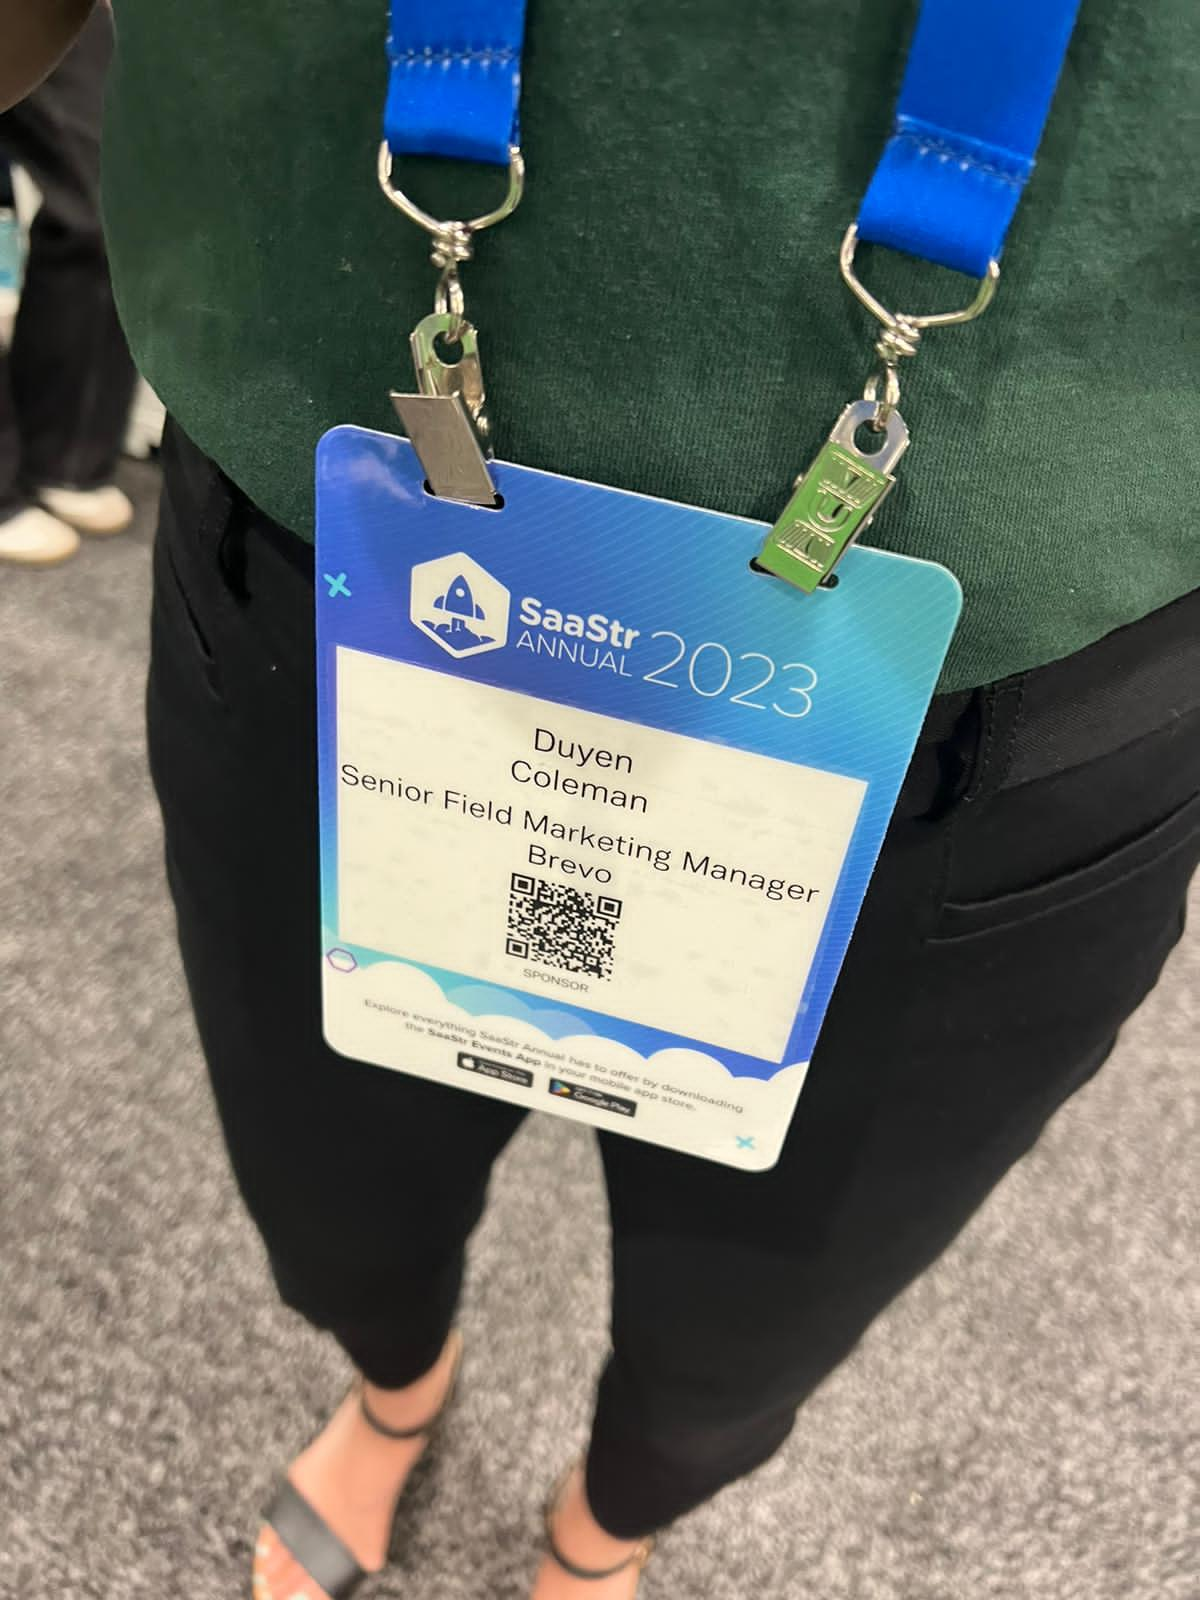 SaaStr
ANNUAL 2023
Duyen
Coleman
Senior Field Marketing Manager
Brevo
SPONSOR
Explore everything SaaStr Annual has to offer by downloading
the SaaStr Events App in your mobile app store.
App Store
Google Play